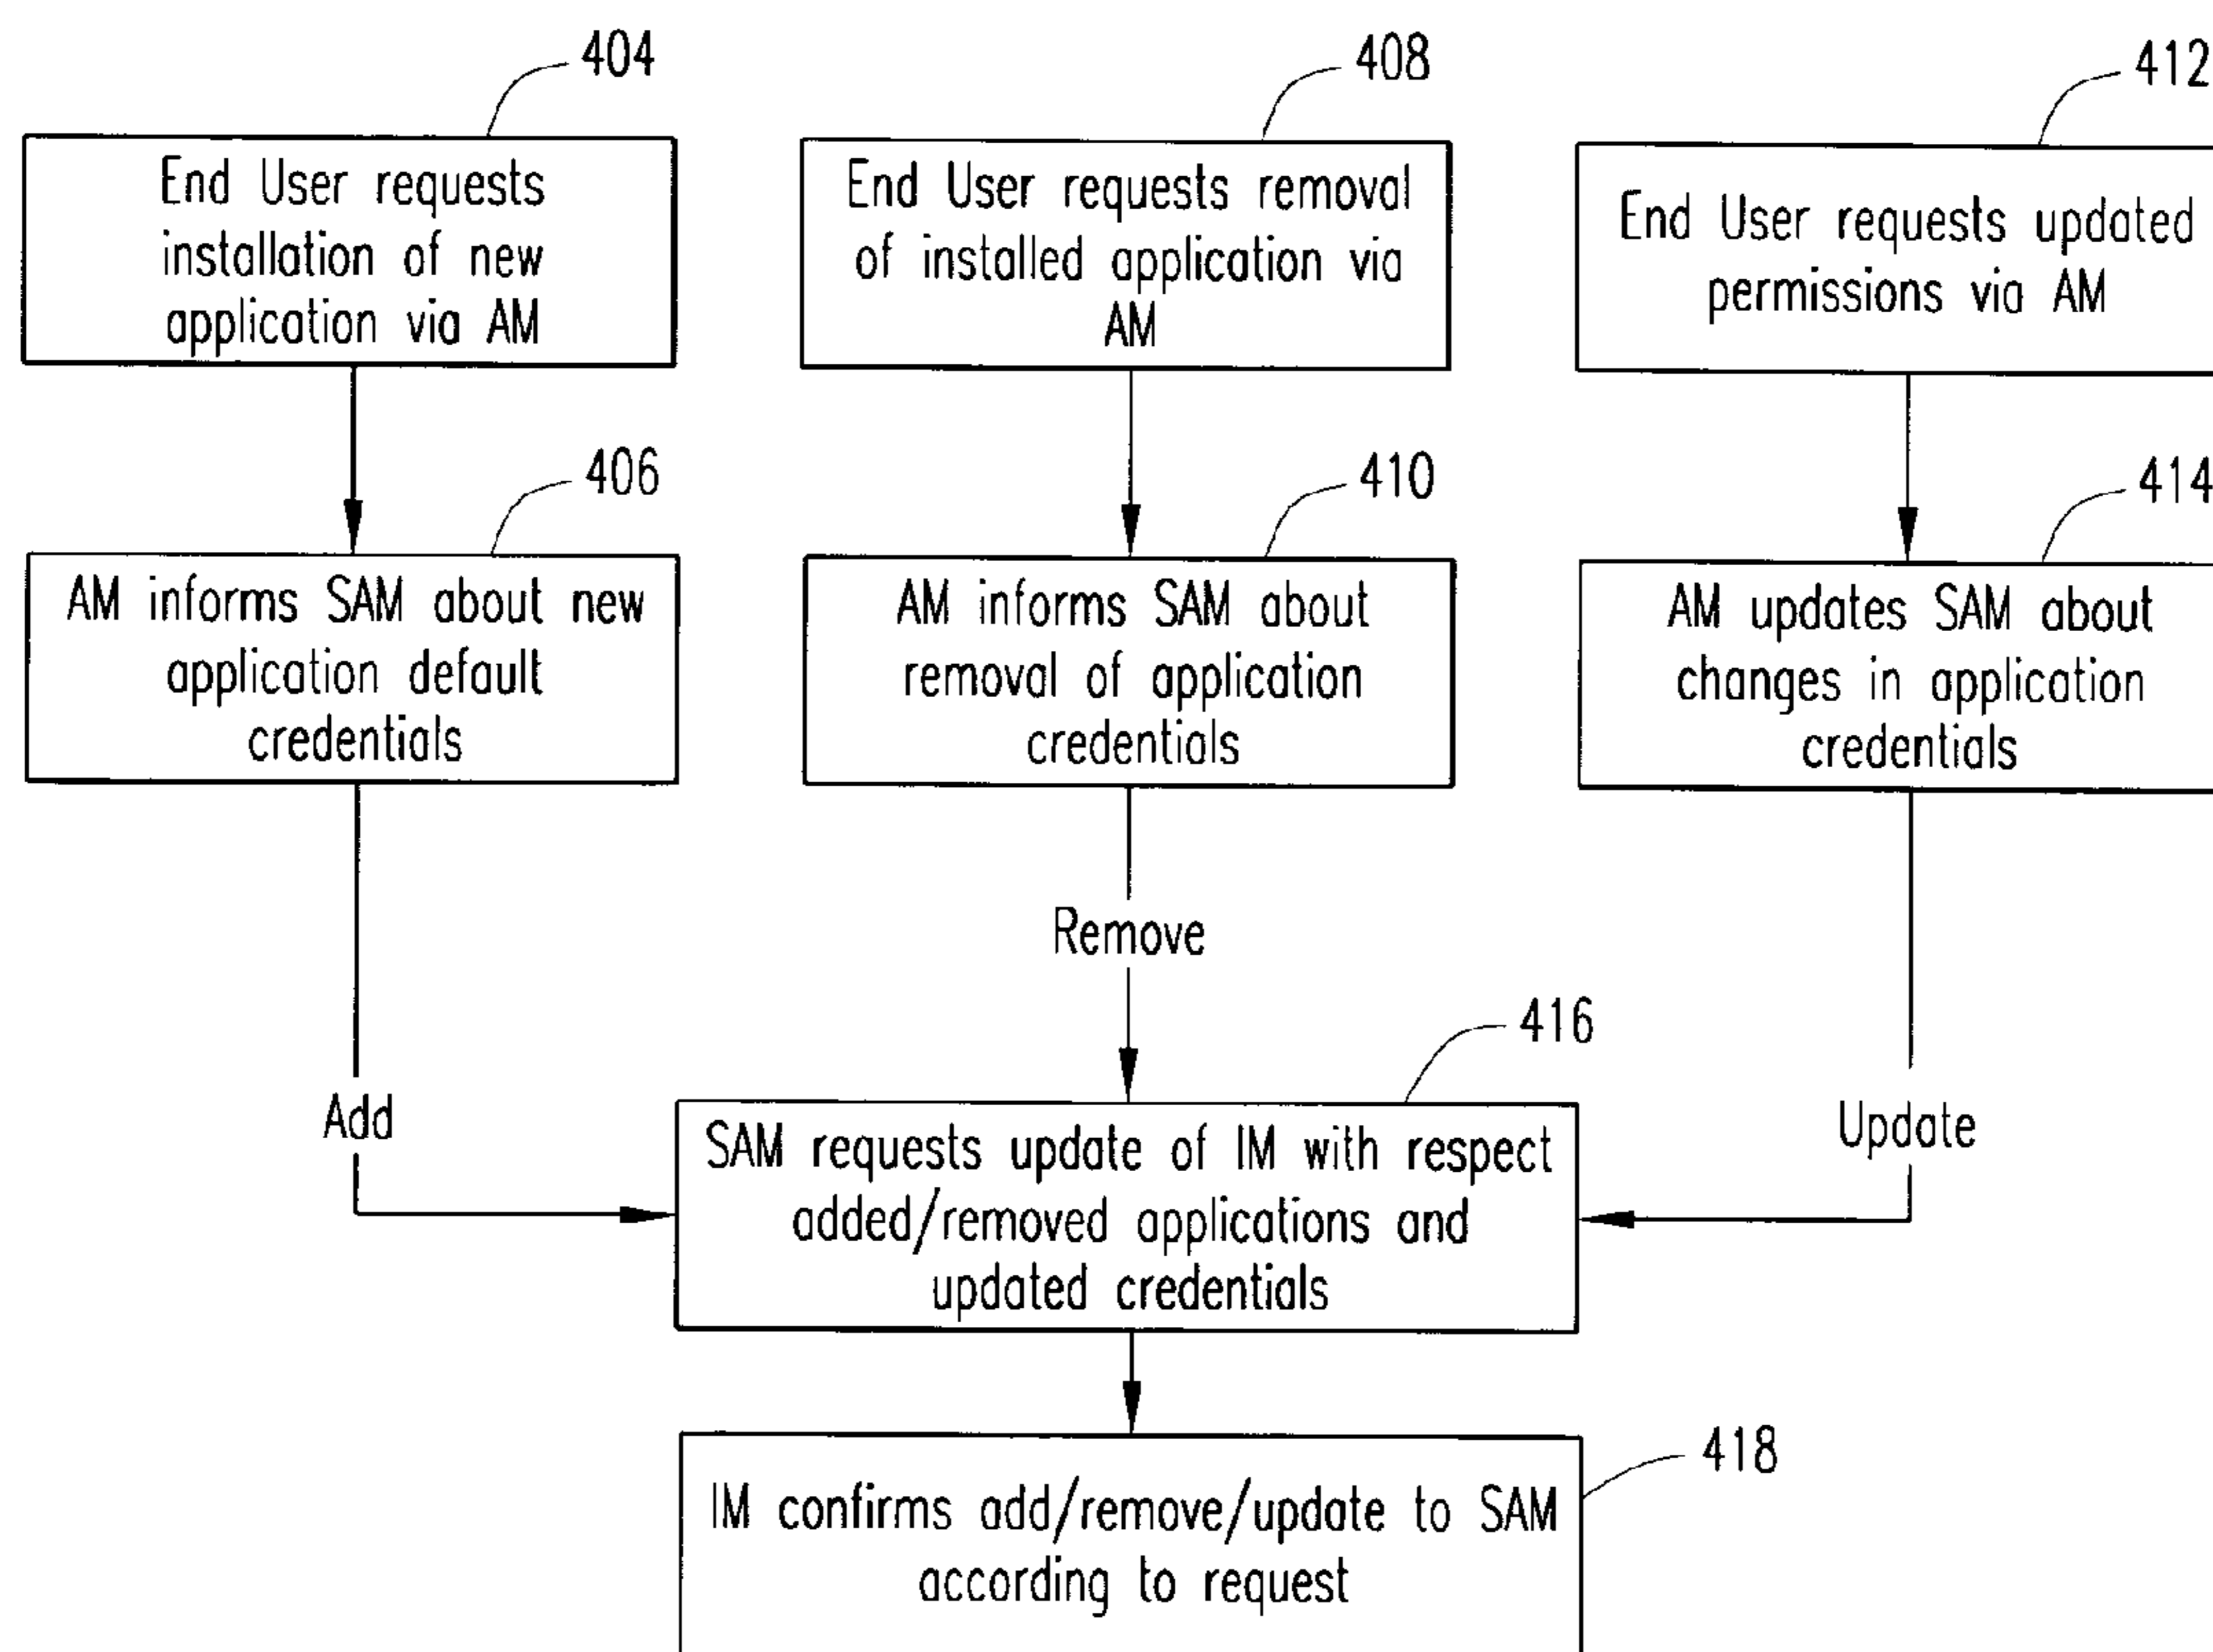 404
End User requests
installation of new
application via AM
408
End User requests removal
of installed application via
AM
412
End User requests updated
permissions via AM
406
AM informs SAM about new
application default
credentials
410
AM informs SAM about
removal of application
credentials
414
AM updates SAM about
changes in application
credentials
Add
Remove
Update
416
SAM requests update of IM with respect
added/removed applications and
updated credentials
418
IM confirms add/remove/update to SAM
according to request